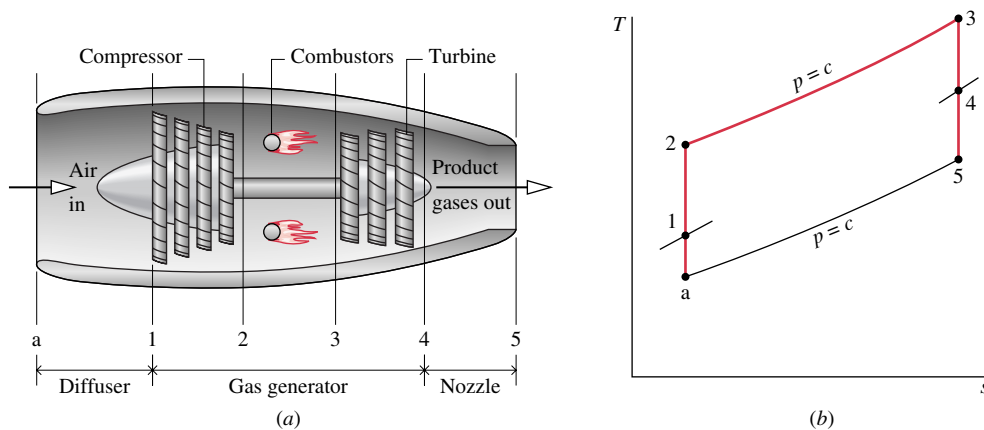 Compressor Combustors Turbine
Air in
Product gases out
a 1 2 3 4 5
Diffuser Gas generator Nozzle
(a)
T
3
p = c
4
2
5
1
p = c
a
s
(b)